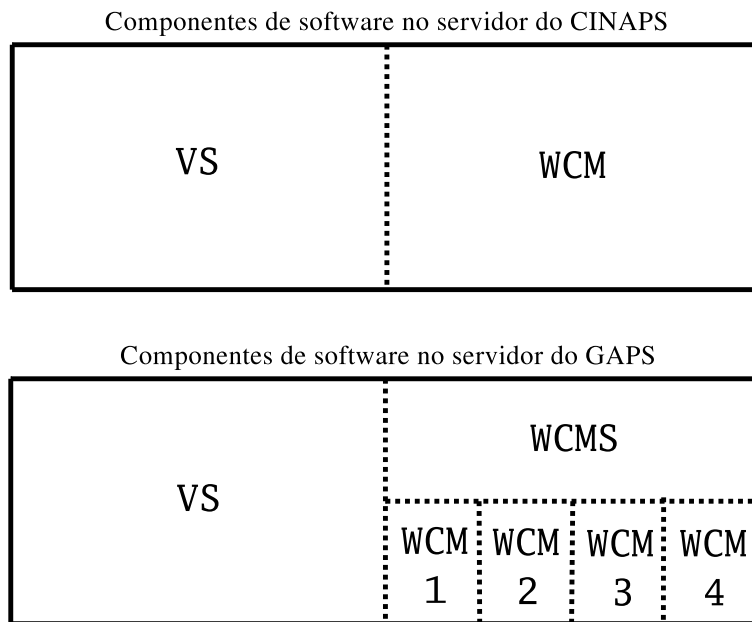 Componentes de software no servidor do CINAPS
VS
WCM
Componentes de software no servidor do GAPS
VS
WCMS
WCM WCM WCM WCM
1 2 3 4